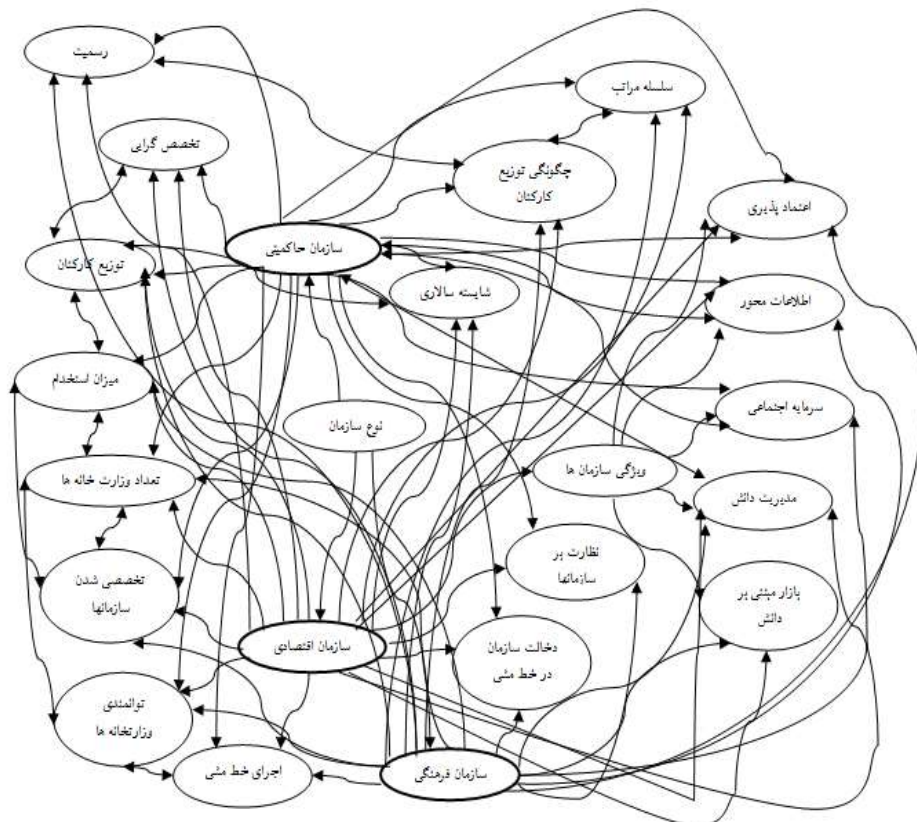 رسمیت
سلسله مراتب
تخصص گرایی
چگونگی توزیع
کارکنان
اعتماد پذیری
سازمان حاکمیتی
توزیع کارکنان
شایسته سالاری
اطلاعات محور
میزان استخدام
سرمایه اجتماعی
نوع سازمان
ویژگی سازمان ها
تعداد وزارت خانه ها
مدیریت دانش
نظارت بر
سازمانها
تخصصی شدن
سازمانها
بازار مبتنی بر
دانش
سازمان اقتصادی
دخالت سازمان
در خط مشی
توانمندی
وزارتخانه ها
اجرای خط مشی
سازمان فرهنگی